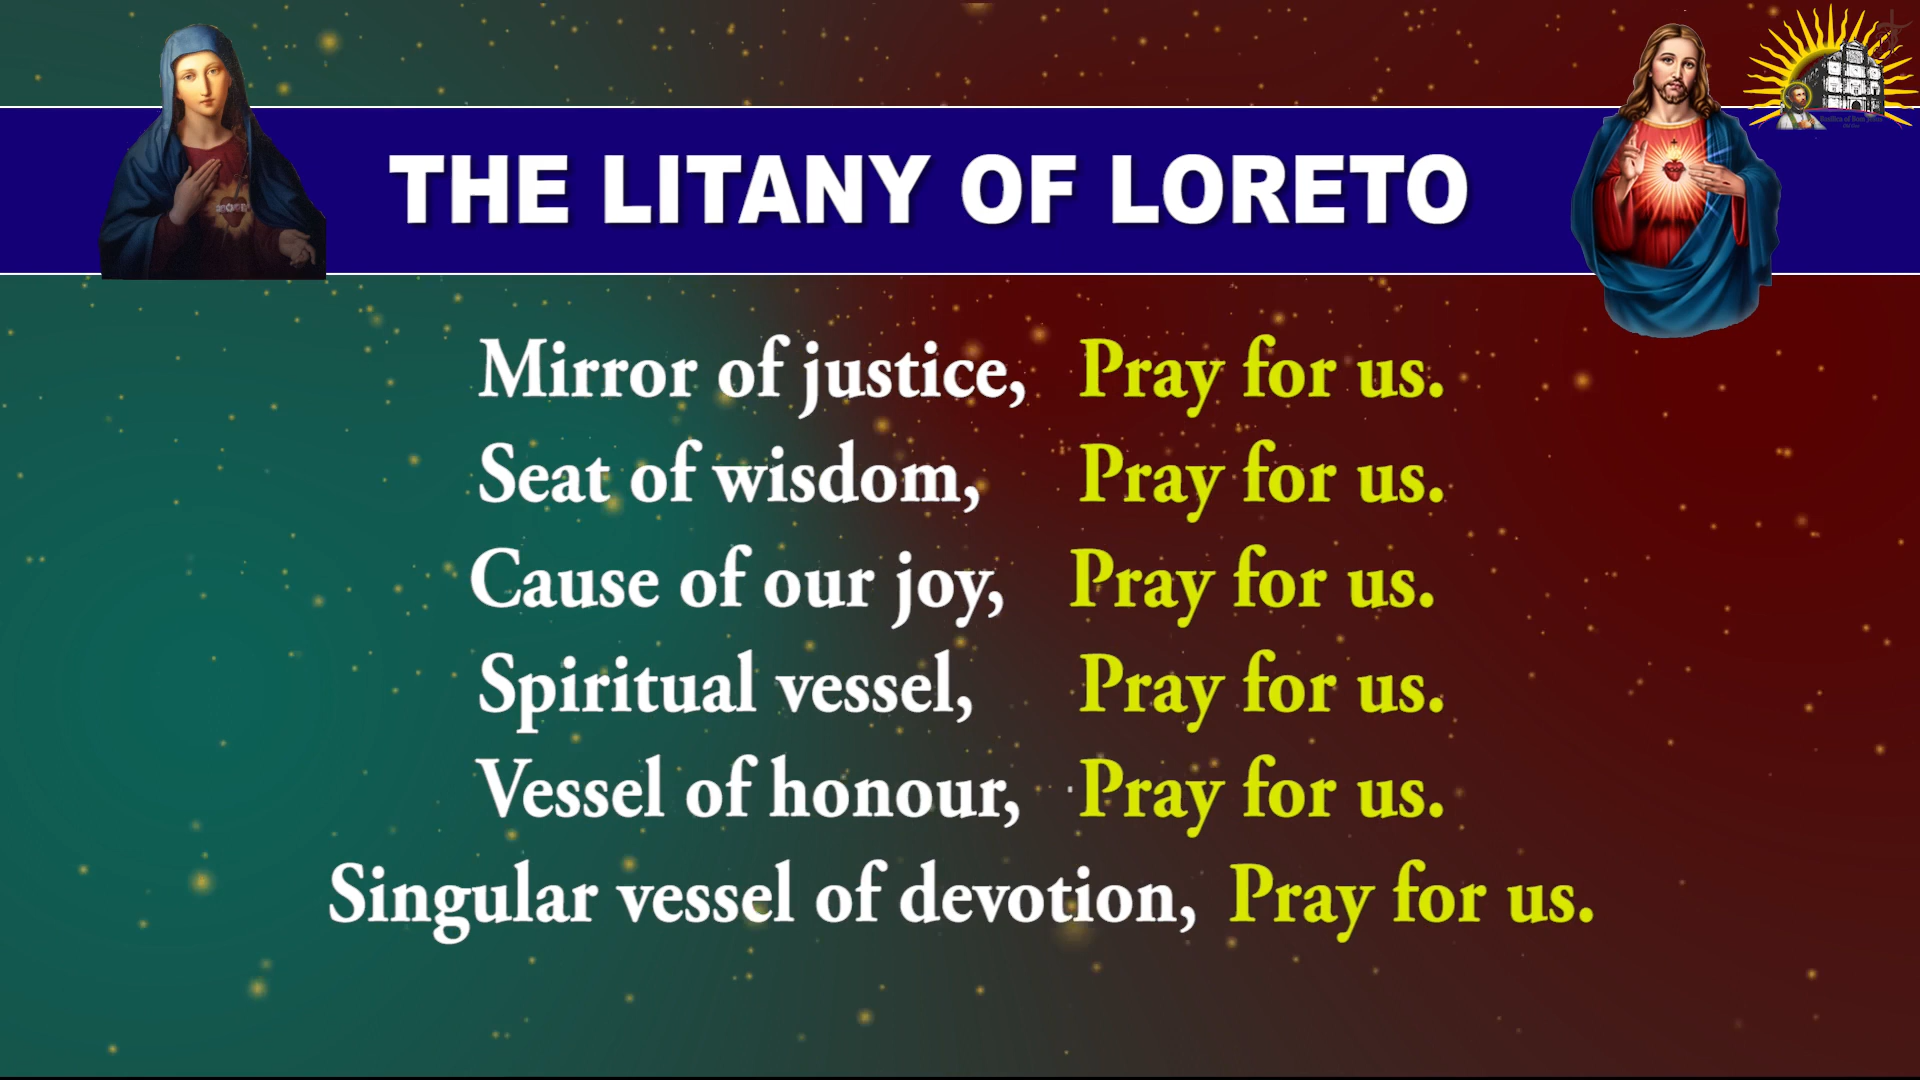 THE LITANY OF LORETO
Mirror of justice, Pray for us.
Seat of wisdom, Pray for us.
Cause of our joy, Pray for us.
Spiritual vessel, Pray for us.
Vessel of honour, Pray for us.
Singular vessel of devotion, Pray for us.